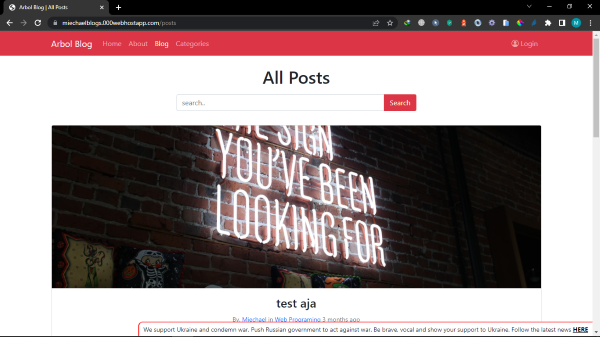 Arbol Blog | All Posts
miechaelblogs.000webhostapp.com/posts
M
Arbol Blog Home About Blog Categories Login
All Posts
search.. Search
SIGN
YOU'VE BEEN
LOOKING FOR
test aja
By. Miechael in Web Programing 3 months ago
We support Ukraine and condemn war. Push Russian government to act against war. Be brave, vocal and show your support to Ukraine. Follow the latest news HERE